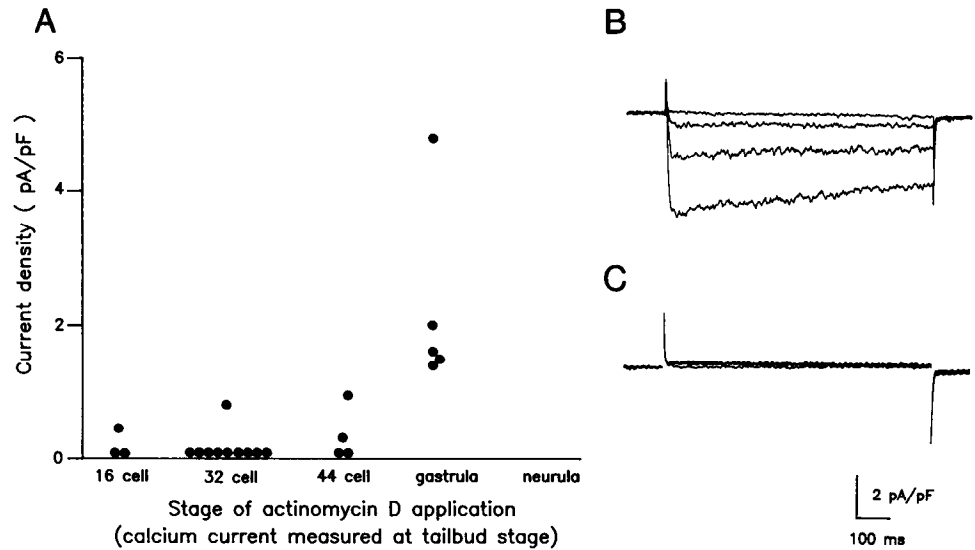 A
B
6
4
2
0
Current density ( pA/pF )
16 cell 32 cell 44 cell gastrula neurula
Stage of actinomycin D application
(calcium current measured at tailbud stage)
C
2 pA/pF
100 ms